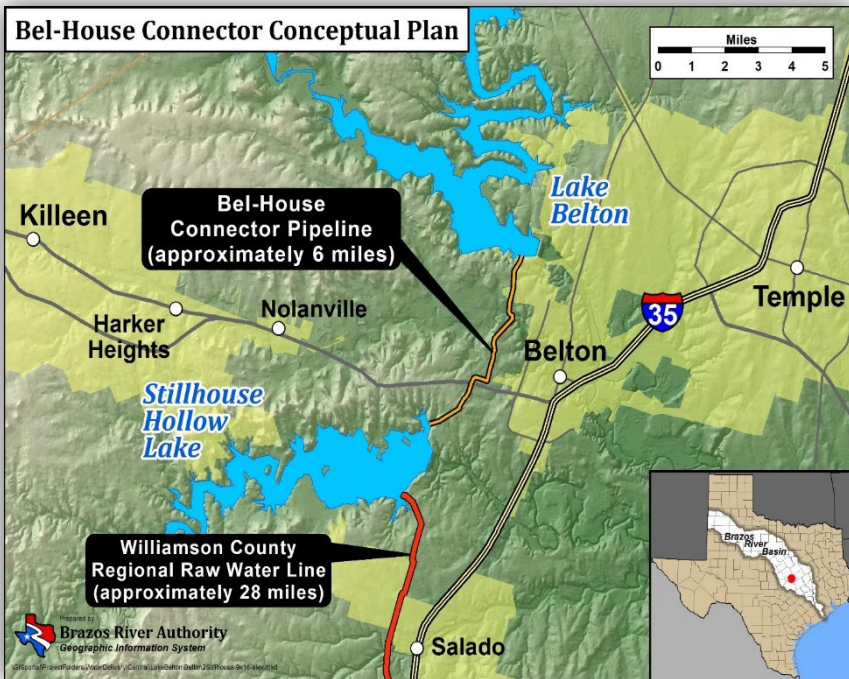 Bel-House Connector Conceptual Plan
Miles
0 1 2 3 4 5
Lake
Belton
Bel-House
Connector Pipeline
(approximately 6 miles)
Killeen
35
Temple
Harker
Heights
Nolanville
Belton
Stillhouse
Hollow
Lake
Williamson County
Regional Raw Water Line
(approximately 28 miles)
Brazos
River
Basin
Salado
Prepared by
Brazos River Authority
Geographic Information System